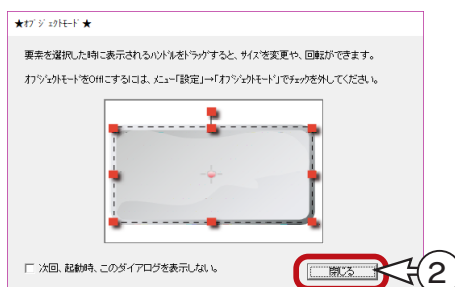 ★ｵﾌﾞｼﾞｪｸﾄﾓｰﾄﾞ★
要素を選択した時に表示されるﾊﾝﾄﾞﾙをﾄﾞﾗｯｸﾞすると、ｻｲｽﾞを変更や、回転ができます。
ｵﾌﾞｼﾞｪｸﾄﾓｰﾄﾞをOffにするには、ﾒﾆｭｰ「設定」→「ｵﾌﾞｼﾞｪｸﾄﾓｰﾄﾞ」でﾁｪｯｸを外してください。
次回、起動時、このダイアログを表示しない。
閉じる
2